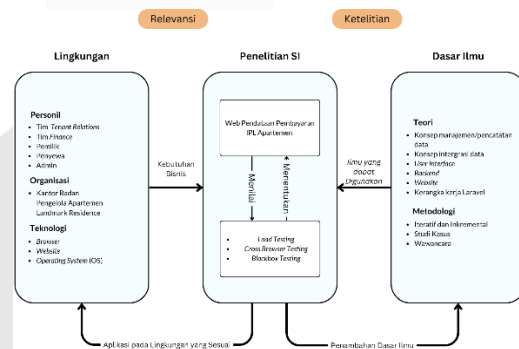 Relevansi
Ketelitian
Lingkungan
Penelitian SI
Dasar Ilmu
Personil
Tim Tenant Relations
Tim Finance
Pemilik
Penyewa
Admin
Organisasi
Kantor Badan
Pengelola Apartemen
Landmark Residence
Teknologi
Browser
Website
Operating System (OS)
Kebutuhan
Bisnis
Web Pendataan Pembayaran
IPL Apartemen
Menilai
Menentukan
Load Testing
Cross Browser Testing
Blackbox Testing
Ilmu yang
dapat
Digunakan
Teori
Konsep manajemen/pencatatan
data
Konsep intergrasi data
User Interface
Backend
Website
Kerangka kerja Laravel
Metodologi
Iteratif dan Inkremental
Studi Kasus
Wawancara
Aplikasi pada Lingkungan yang Sesuai
Penambahan Dasar Ilmu